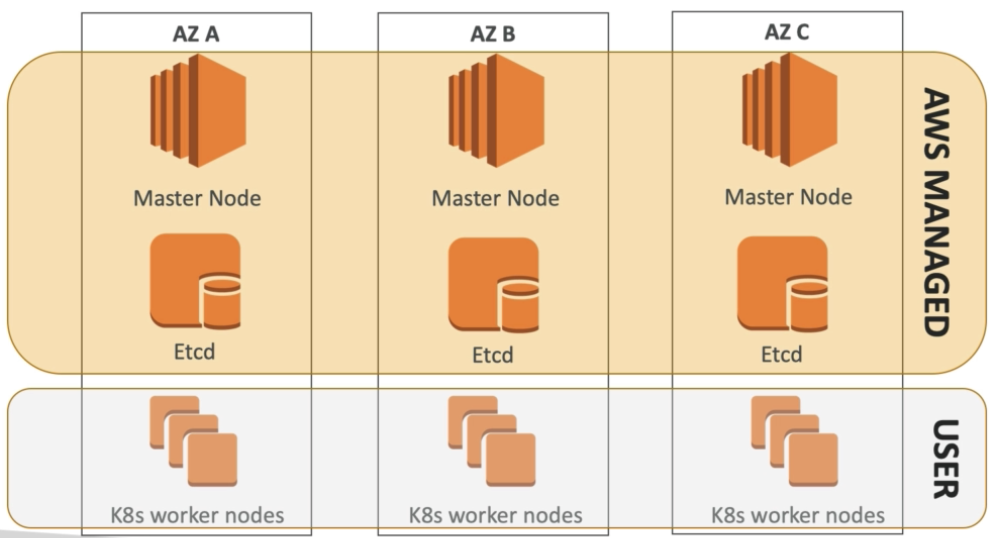 AZ A
AZ B
AZ C
Master Node
Master Node
Master Node
Etcd
Etcd
Etcd
AWS MANAGED
K8s worker nodes
K8s worker nodes
K8s worker nodes
USER